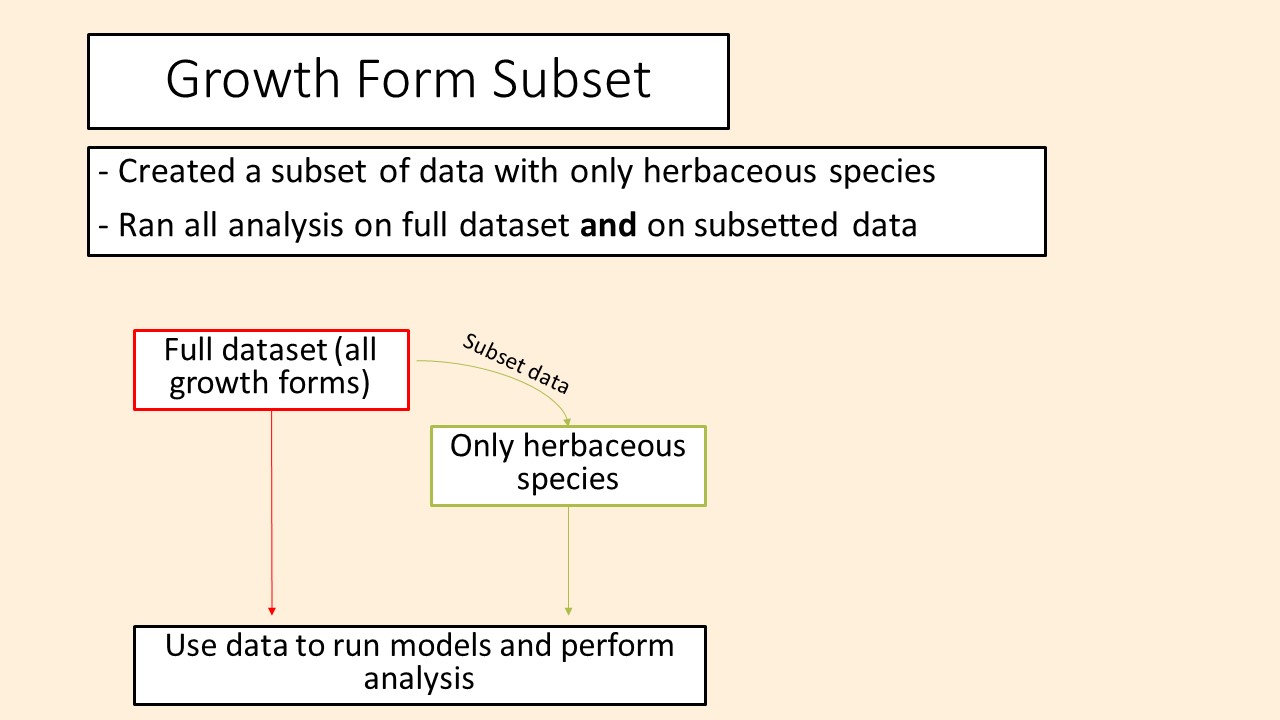 Growth Form Subset
- Created a subset of data with only herbaceous species
- Ran all analysis on full dataset and on subsetted data
Full dataset (all
growth forms)
Subset data
Only herbaceous
species
Use data to run models and perform
analysis